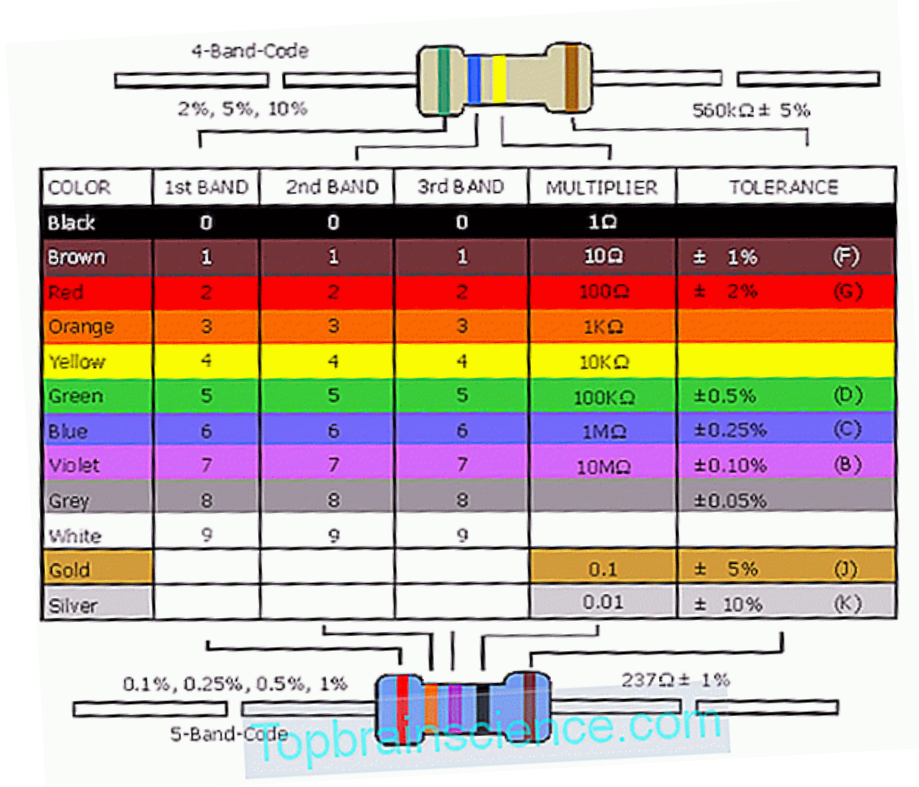 4-Band-Code
2%, 5%, 10%
560kΩ ± 5%
COLOR 1st BAND 2nd BAND 3rd BAND MULTIPLIER TOLERANCE
Black 0 0 0 1Ω
Brown 1 1 1 10Ω ± 1% (F)
Red 2 2 2 100Ω ± 2% (G)
Orange 3 3 3 1KΩ
Yellow 4 4 4 10KΩ
Green 5 5 5 100KΩ ±0.5% (D)
Blue 6 6 6 1MΩ ±0.25% (C)
Violet 7 7 7 10MΩ ±0.10% (B)
Grey 8 8 8 ±0.05%
White 9 9 9
Gold 0.1 ± 5% (J)
Silver 0.01 ± 10% (K)
0.1%, 0.25%, 0.5%, 1%
237Ω ± 1%
5-Band-Code
Topbrainscience.com